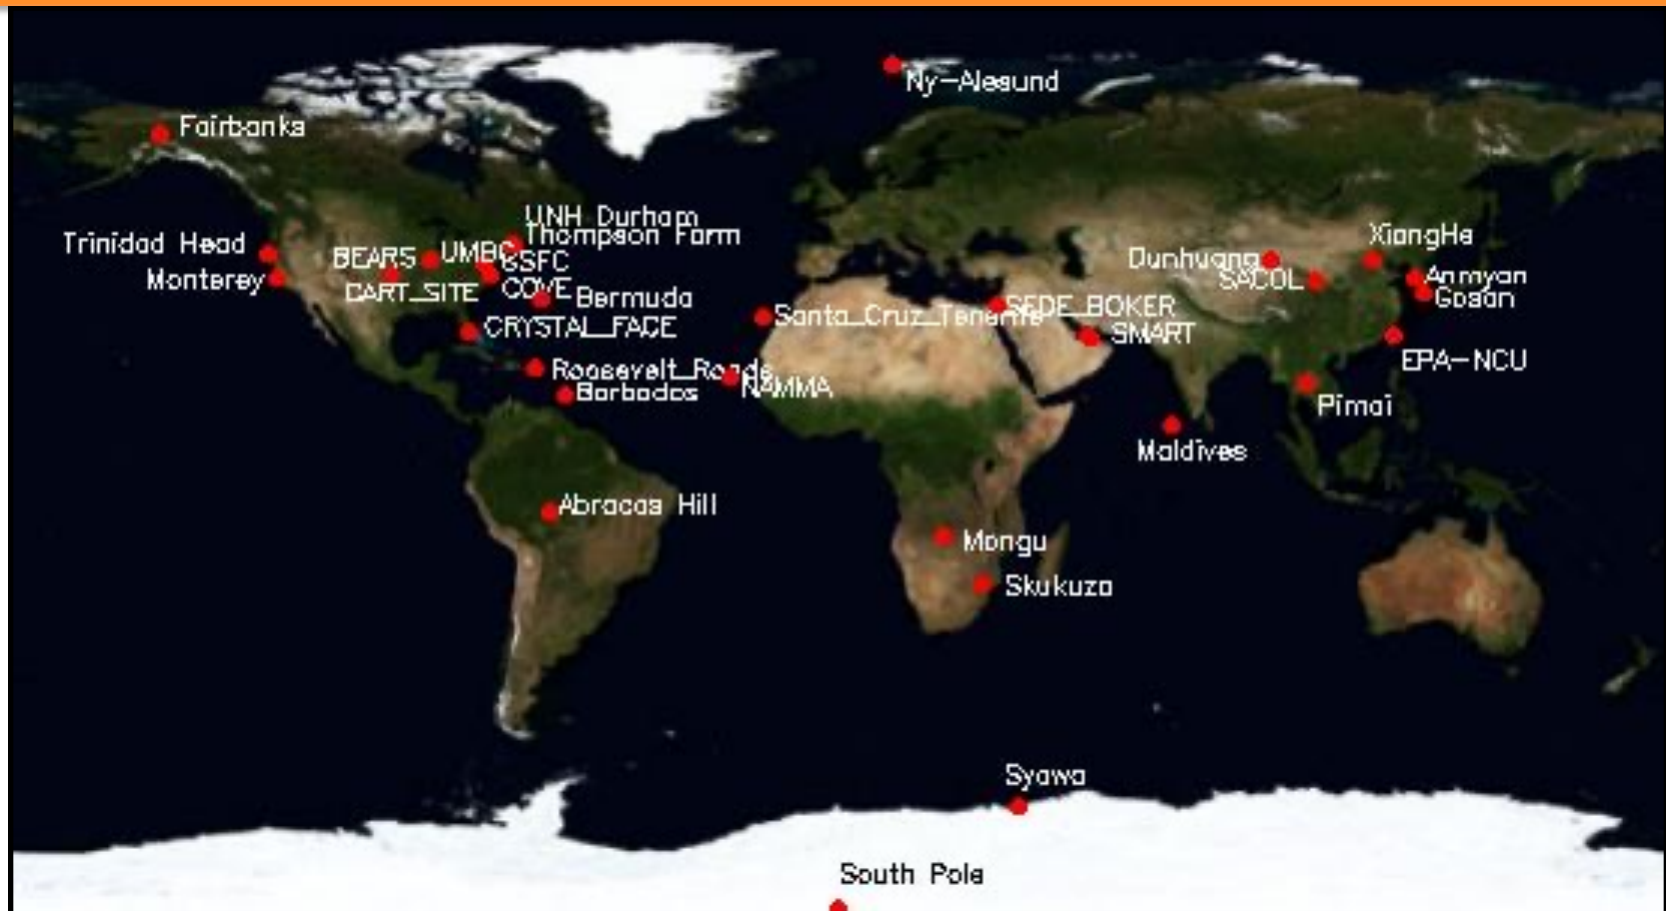 Ny-Alesund
Fairbanks
UNH Durham
Thompson Farm
Trinidad Head
BEARS
UMBC
GSFC
XiangHe
Dunhuang
SACOL
Anmyan
Gosan
Monterey
CART_SITE
COVE
Bermuda
Santa_Cruz_Tenerife
SEDE_BOKER
SMART
CRYSTAL_FACE
EPA-NCU
Roosevelt_Roads
NAMMA
Barbados
Pimai
Maldives
Abracos Hill
Mongu
Skukuza
Syowa
South Pole